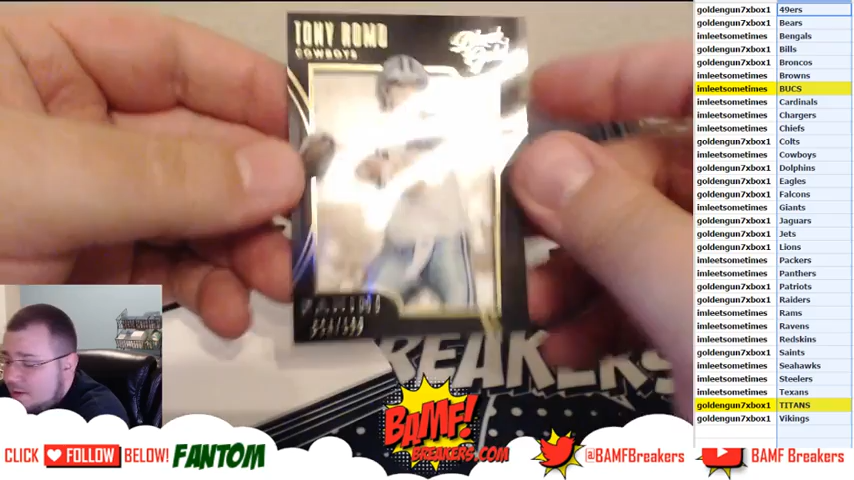 TONY ROMO
COWBOYS
Black Gold
BREAKERS
goldengun7xbox1 49ers
goldengun7xbox1 Bears
imleetsometimes Bengals
goldengun7xbox1 Bills
goldengun7xbox1 Broncos
imleetsometimes Browns
imleetsometimes BUCS
imleetsometimes Cardinals
imleetsometimes Chargers
imleetsometimes Chiefs
goldengun7xbox1 Colts
imleetsometimes Cowboys
goldengun7xbox1 Dolphins
goldengun7xbox1 Eagles
goldengun7xbox1 Falcons
imleetsometimes Giants
goldengun7xbox1 Jaguars
goldengun7xbox1 Jets
goldengun7xbox1 Lions
imleetsometimes Packers
imleetsometimes Panthers
goldengun7xbox1 Patriots
goldengun7xbox1 Raiders
imleetsometimes Rams
imleetsometimes Ravens
imleetsometimes Redskins
goldengun7xbox1 Saints
imleetsometimes Seahawks
imleetsometimes Steelers
imleetsometimes Texans
goldengun7xbox1 TITANS
goldengun7xbox1 Vikings
BAMF!
BREAKERS.COM
CLICK FOLLOW BELOW! FANTOM
@BAMFBreakers
BAMF Breakers